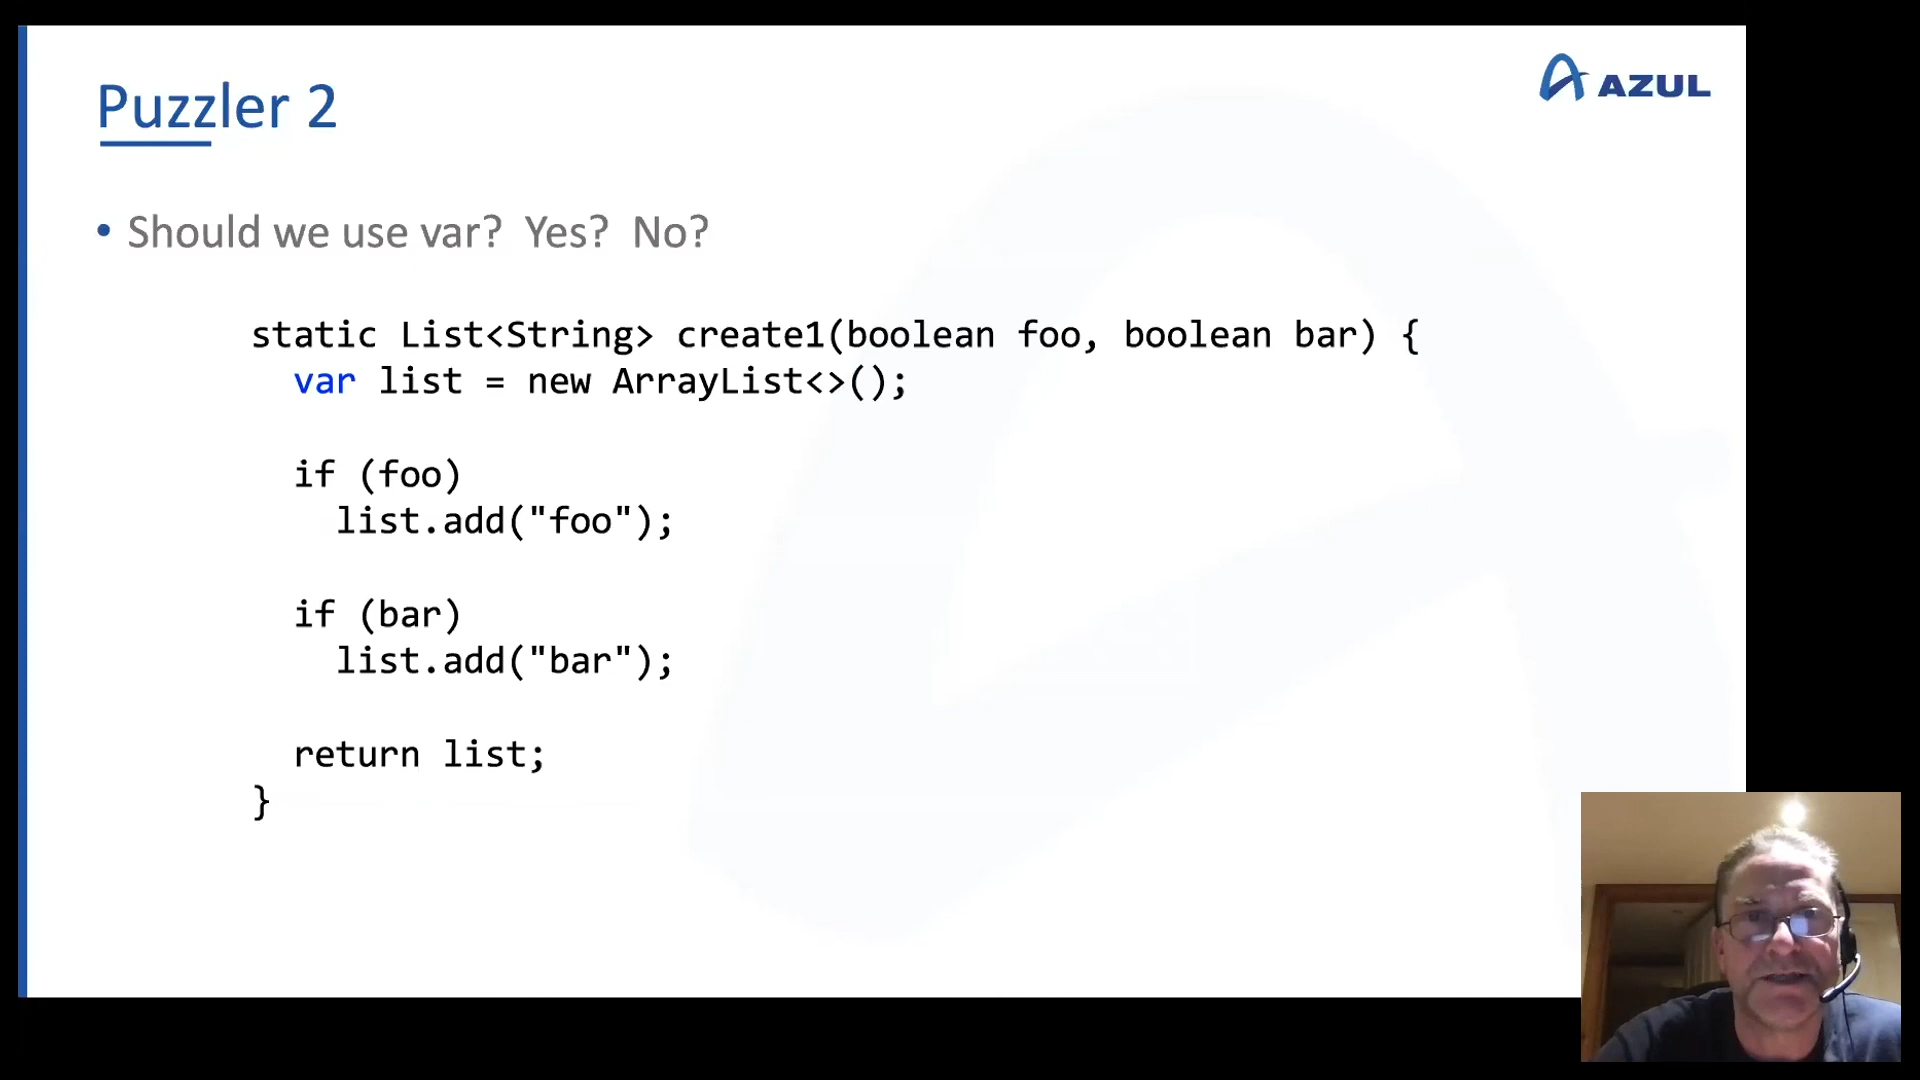 AZUL
Puzzler 2
• Should we use var?  Yes?  No?
static List<String> create1(boolean foo, boolean bar) {
  var list = new ArrayList<>();
  if (foo)
    list.add("foo");
  if (bar)
    list.add("bar");
  return list;
}